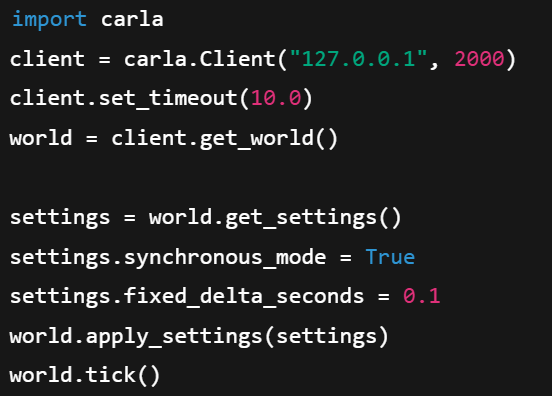 import carla
client = carla.Client("127.0.0.1", 2000)
client.set_timeout(10.0)
world = client.get_world()
settings = world.get_settings()
settings.synchronous_mode = True
settings.fixed_delta_seconds = 0.1
world.apply_settings(settings)
world.tick()